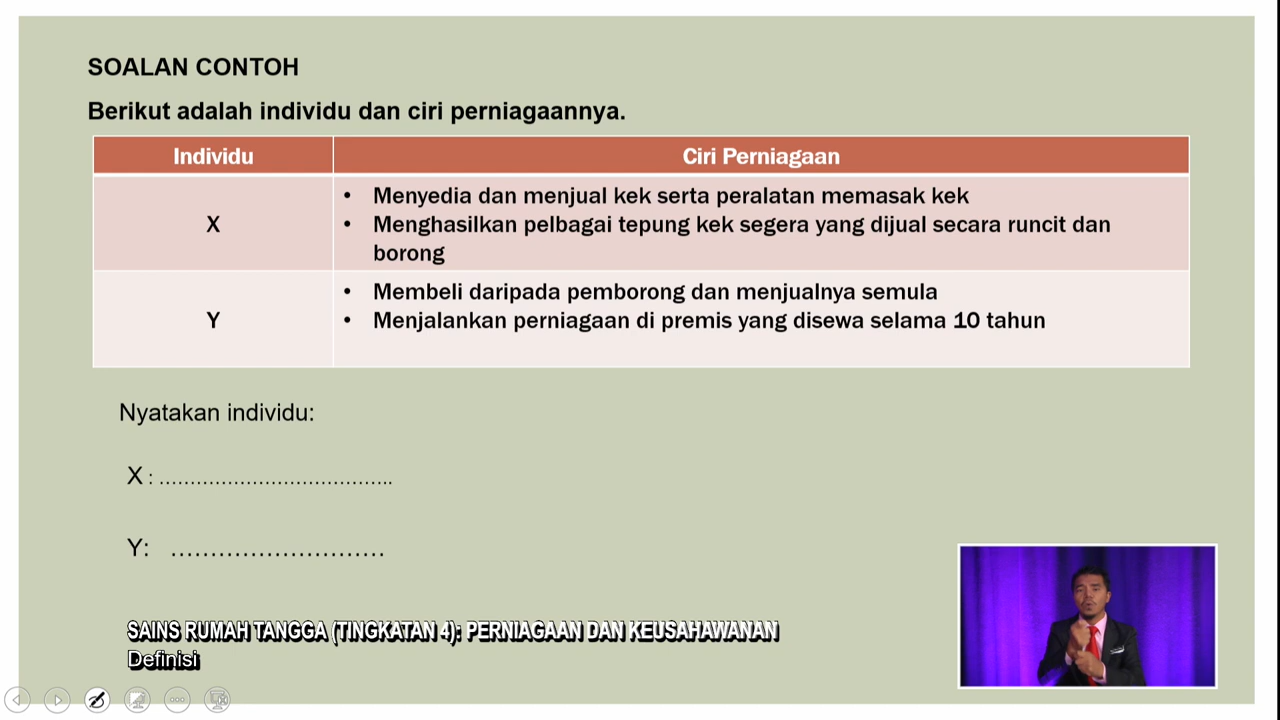 SOALAN CONTOH
Berikut adalah individu dan ciri perniagaannya.
Individu
Ciri Perniagaan
X
• Menyedia dan menjual kek serta peralatan memasak kek
• Menghasilkan pelbagai tepung kek segera yang dijual secara runcit dan
borong
Y
• Membeli daripada pemborong dan menjualnya semula
• Menjalankan perniagaan di premis yang disewa selama 10 tahun
Nyatakan individu:
X : ......................................
Y: ...........................
SAINS RUMAH TANGGA (TINGKATAN 4): PERNIAGAAN DAN KEUSAHAWANAN
Definisi